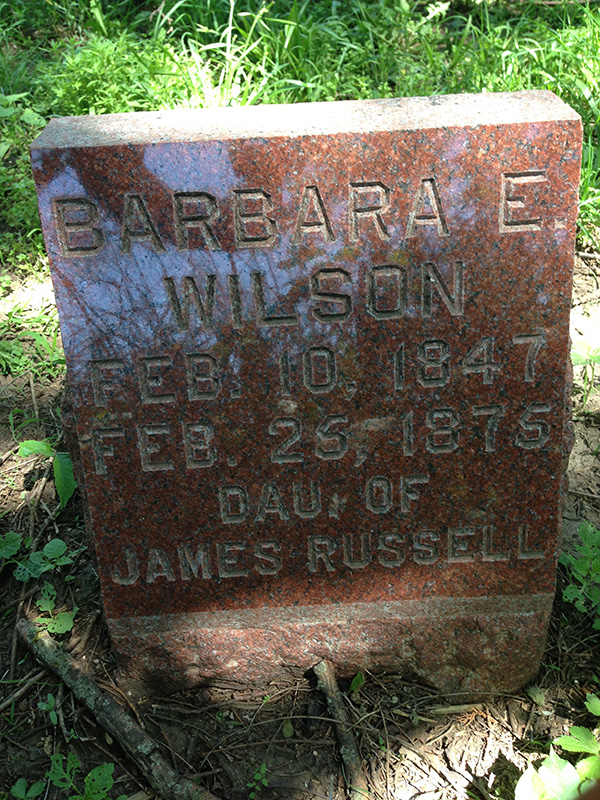 BARBARA E.
WILSON
FEB. 10, 1847
FEB. 25, 1875
DAU. OF
JAMES RUSSELL